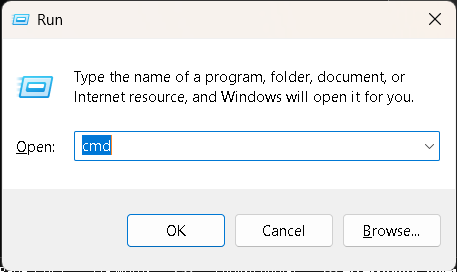 Run
Type the name of a program, folder, document, or
Internet resource, and Windows will open it for you.
Open:
cmd
OK
Cancel
Browse...